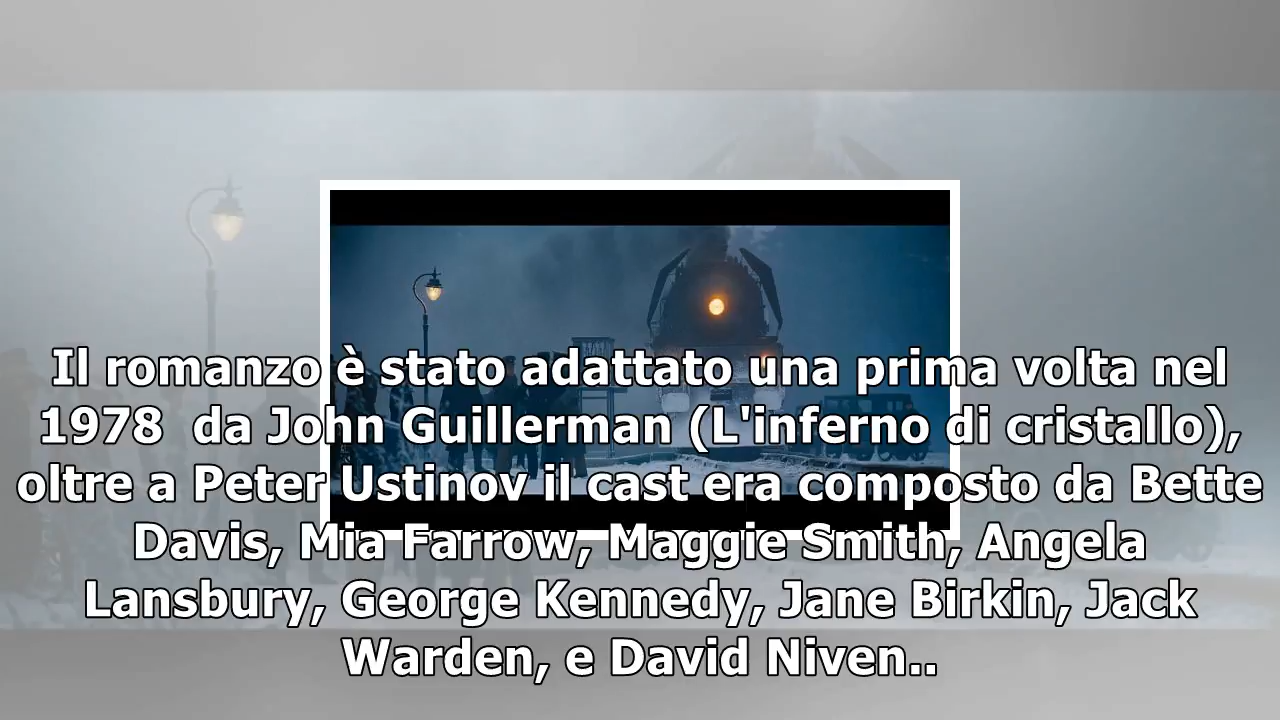 Il romanzo è stato adattato una prima volta nel
1978  da John Guillerman (L'inferno di cristallo),
oltre a Peter Ustinov il cast era composto da Bette
Davis, Mia Farrow, Maggie Smith, Angela
Lansbury, George Kennedy, Jane Birkin, Jack
Warden, e David Niven..